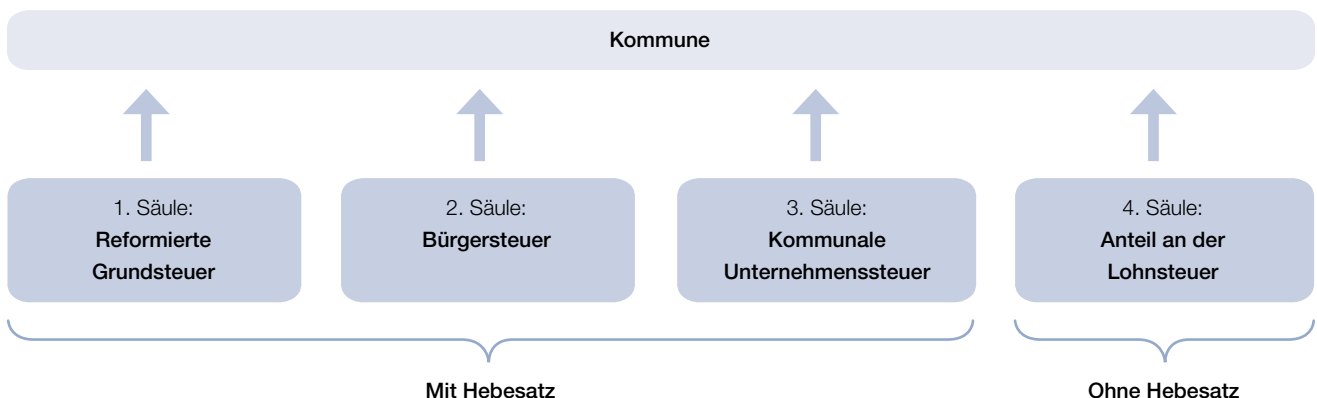 Kommune
1. Säule:
Reformierte
Grundsteuer
2. Säule:
Bürgersteuer
3. Säule:
Kommunale
Unternehmenssteuer
4. Säule:
Anteil an der
Lohnsteuer
Mit Hebesatz
Ohne Hebesatz